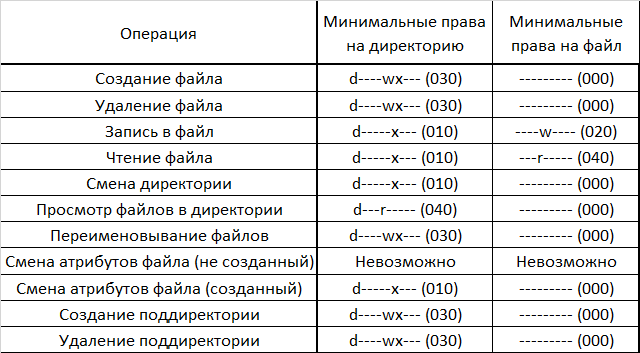 Операция
Минимальные права
на директорию
Минимальные
права на файл
Создание файла d----wx--- (030) --------- (000)
Удаление файла d----wx--- (030) --------- (000)
Запись в файл d-----x--- (010) ----w---- (020)
Чтение файла d-----x--- (010) ---r----- (040)
Смена директории d-----x--- (010) --------- (000)
Просмотр файлов в директории d---r----- (040) --------- (000)
Переименовывание файлов d----wx--- (030) --------- (000)
Смена атрибутов файла (не созданный) Невозможно Невозможно
Смена атрибутов файла (созданный) d-----x--- (010) --------- (000)
Создание поддиректории d----wx--- (030) --------- (000)
Удаление поддиректории d----wx--- (030) --------- (000)